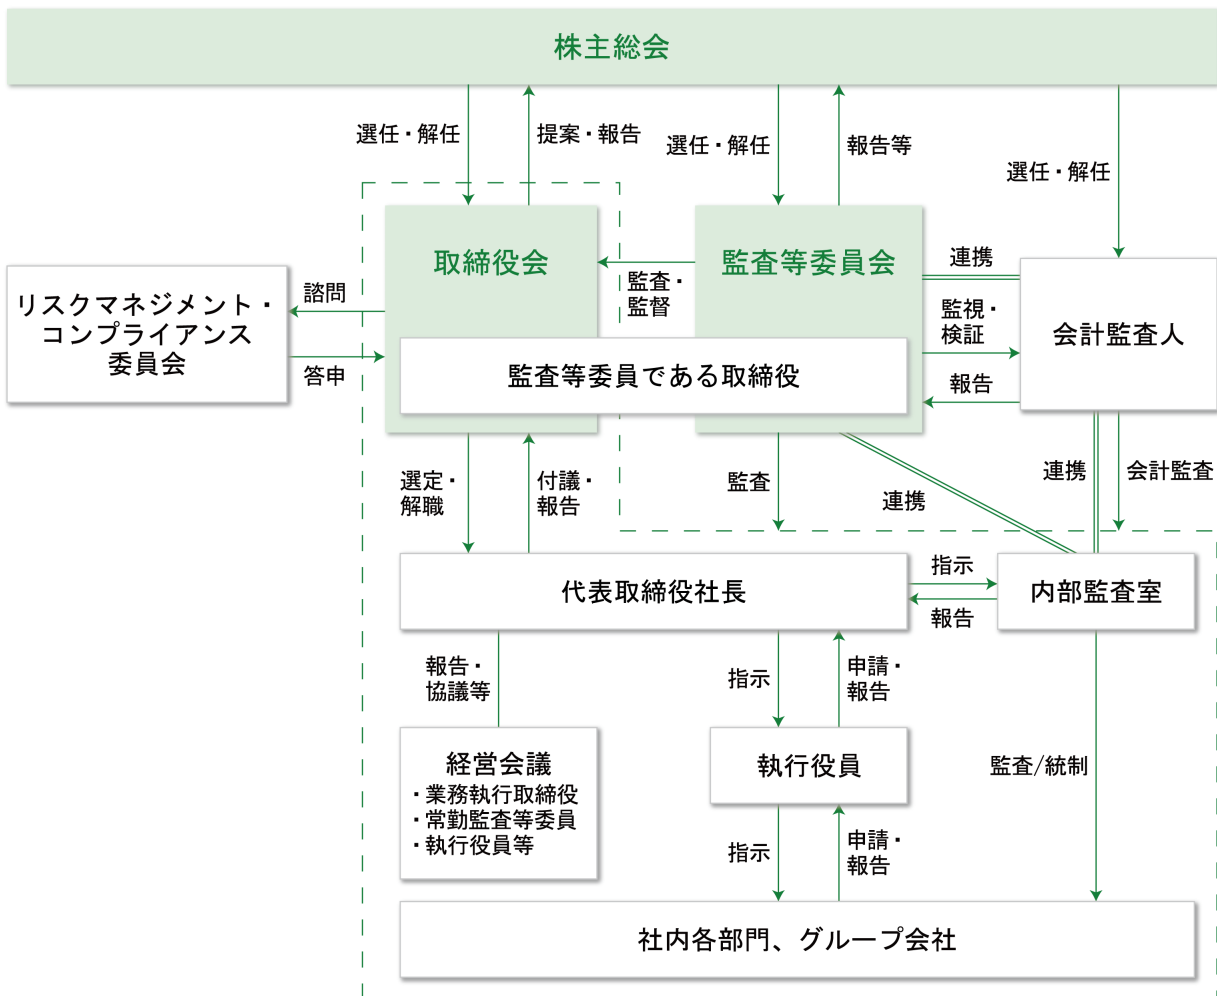 株主総会
選任・解任
提案・報告
選任・解任
報告等
選任・解任
取締役会
監査等委員会
監査・
監督
連携
監視・
検証
報告
会計監査人
リスクマネジメント・
コンプライアンス
委員会
諮問
答申
監査等委員である取締役
選定・
解職
付議・
報告
監査
連携
連携
会計監査
代表取締役社長
指示
報告
内部監査室
報告・
協議等
指示
申請・
報告
経営会議
・業務執行取締役
・常勤監査等委員
・執行役員等
執行役員
監査/統制
指示
申請・
報告
社内各部門、グループ会社